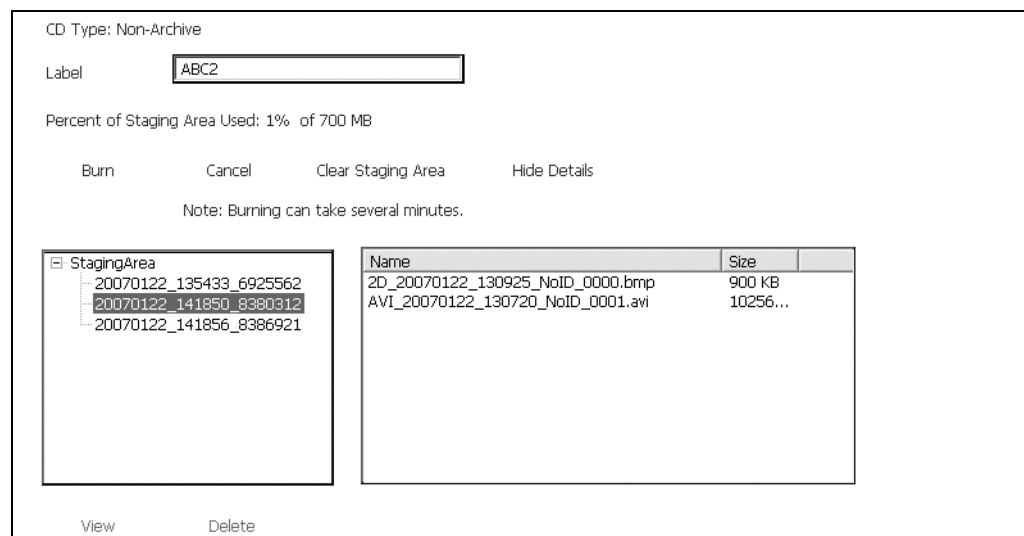 CD Type: Non-Archive
Label ABC2
Percent of Staging Area Used: 1% of 700 MB
Burn Cancel Clear Staging Area Hide Details
Note: Burning can take several minutes.
StagingArea
20070122_135433_6925562
20070122_141850_8380312
20070122_141856_8386921
Name Size
2D_20070122_130925_NoID_0000.bmp 900 KB
AVI_20070122_130720_NoID_0001.avi 10256...
View Delete